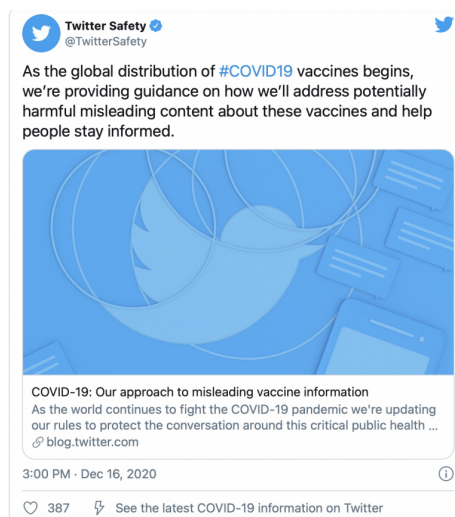 Twitter Safety
@TwitterSafety
As the global distribution of #COVID19 vaccines begins,
we're providing guidance on how we'll address potentially
harmful misleading content about these vaccines and help
people stay informed.
COVID-19: Our approach to misleading vaccine information
As the world continues to fight the COVID-19 pandemic we're updating
our rules to protect the conversation around this critical public health ...
blog.twitter.com
3:00 PM · Dec 16, 2020
387 See the latest COVID-19 information on Twitter